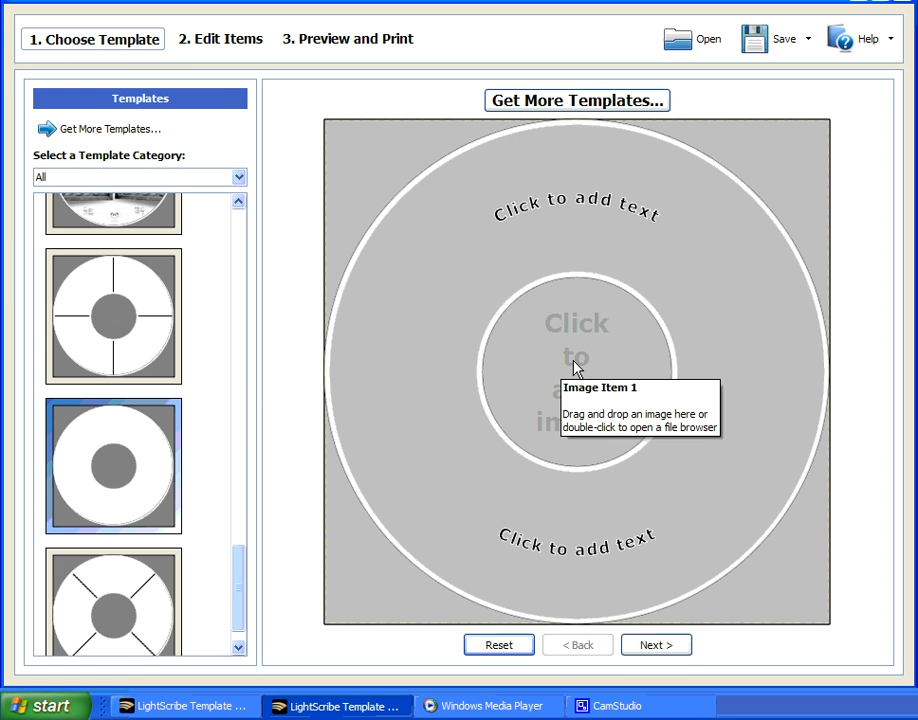 1. Choose Template
2. Edit Items
3. Preview and Print
Open
Save
Help
Templates
Get More Templates...
Select a Template Category:
All
Get More Templates...
Click to add text
Click
to
Image Item 1
Drag and drop an image here or
double-click to open a file browser
Click to add text
Reset
< Back
Next >
start
LightScribe Template ...
LightScribe Template ...
Windows Media Player
CamStudio